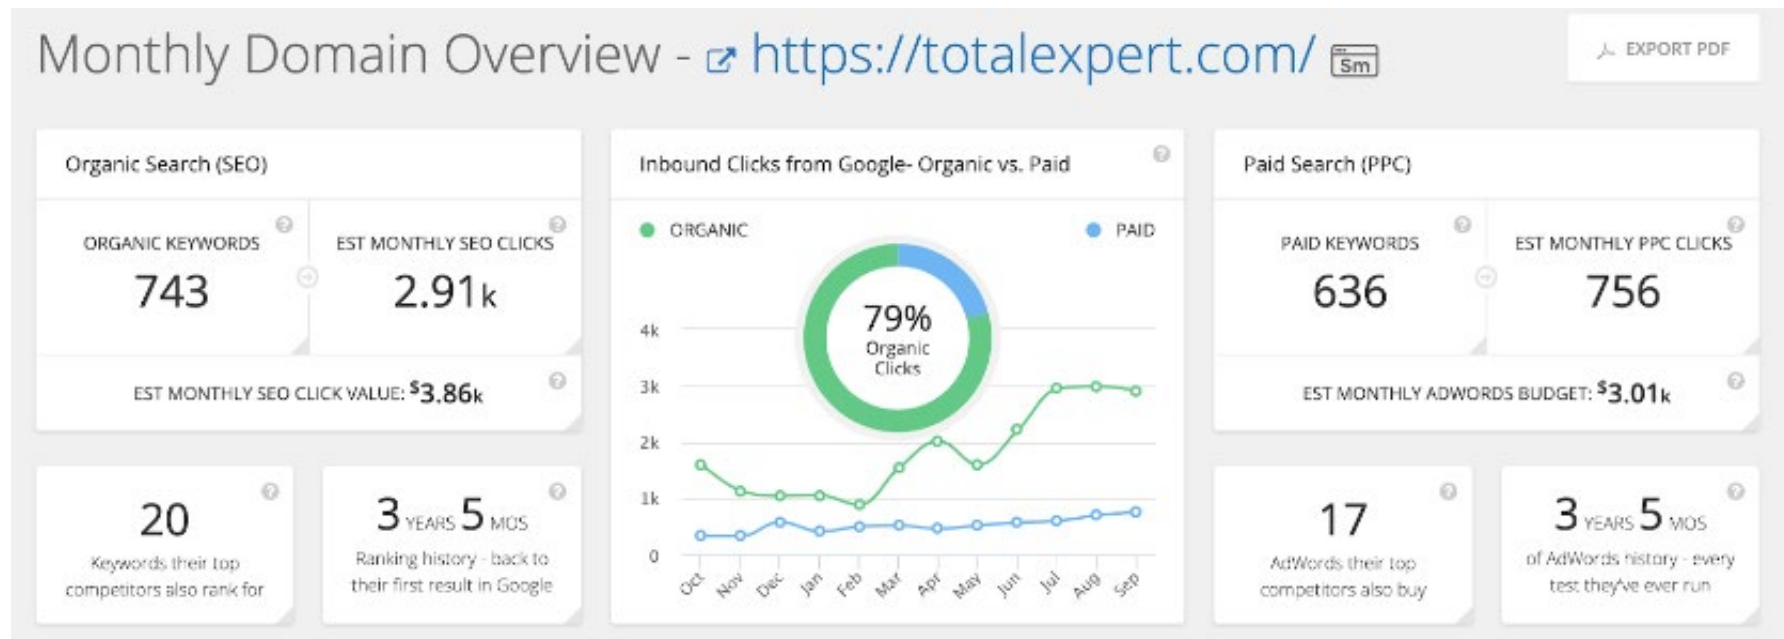 Monthly Domain Overview - https://totalexpert.com/ Sm
EXPORT PDF
Organic Search (SEO)
ORGANIC KEYWORDS
743
EST MONTHLY SEO CLICKS
2.91k
EST MONTHLY SEO CLICK VALUE: $3.86k
20
Keywords their top
competitors also rank for
3 YEARS 5 MOS
Ranking history - back to
their first result in Google
Inbound Clicks from Google- Organic vs. Paid
ORGANIC
PAID
79%
Organic
Clicks
4k
3k
2k
1k
0
Oct Nov Dec Jan Feb Mar Apr May Jun Jul Aug Sep
Paid Search (PPC)
PAID KEYWORDS
636
EST MONTHLY PPC CLICKS
756
EST MONTHLY ADWORDS BUDGET: $3.01k
17
AdWords their top
competitors also buy
3 YEARS 5 MOS
of AdWords history - every
test they've ever run